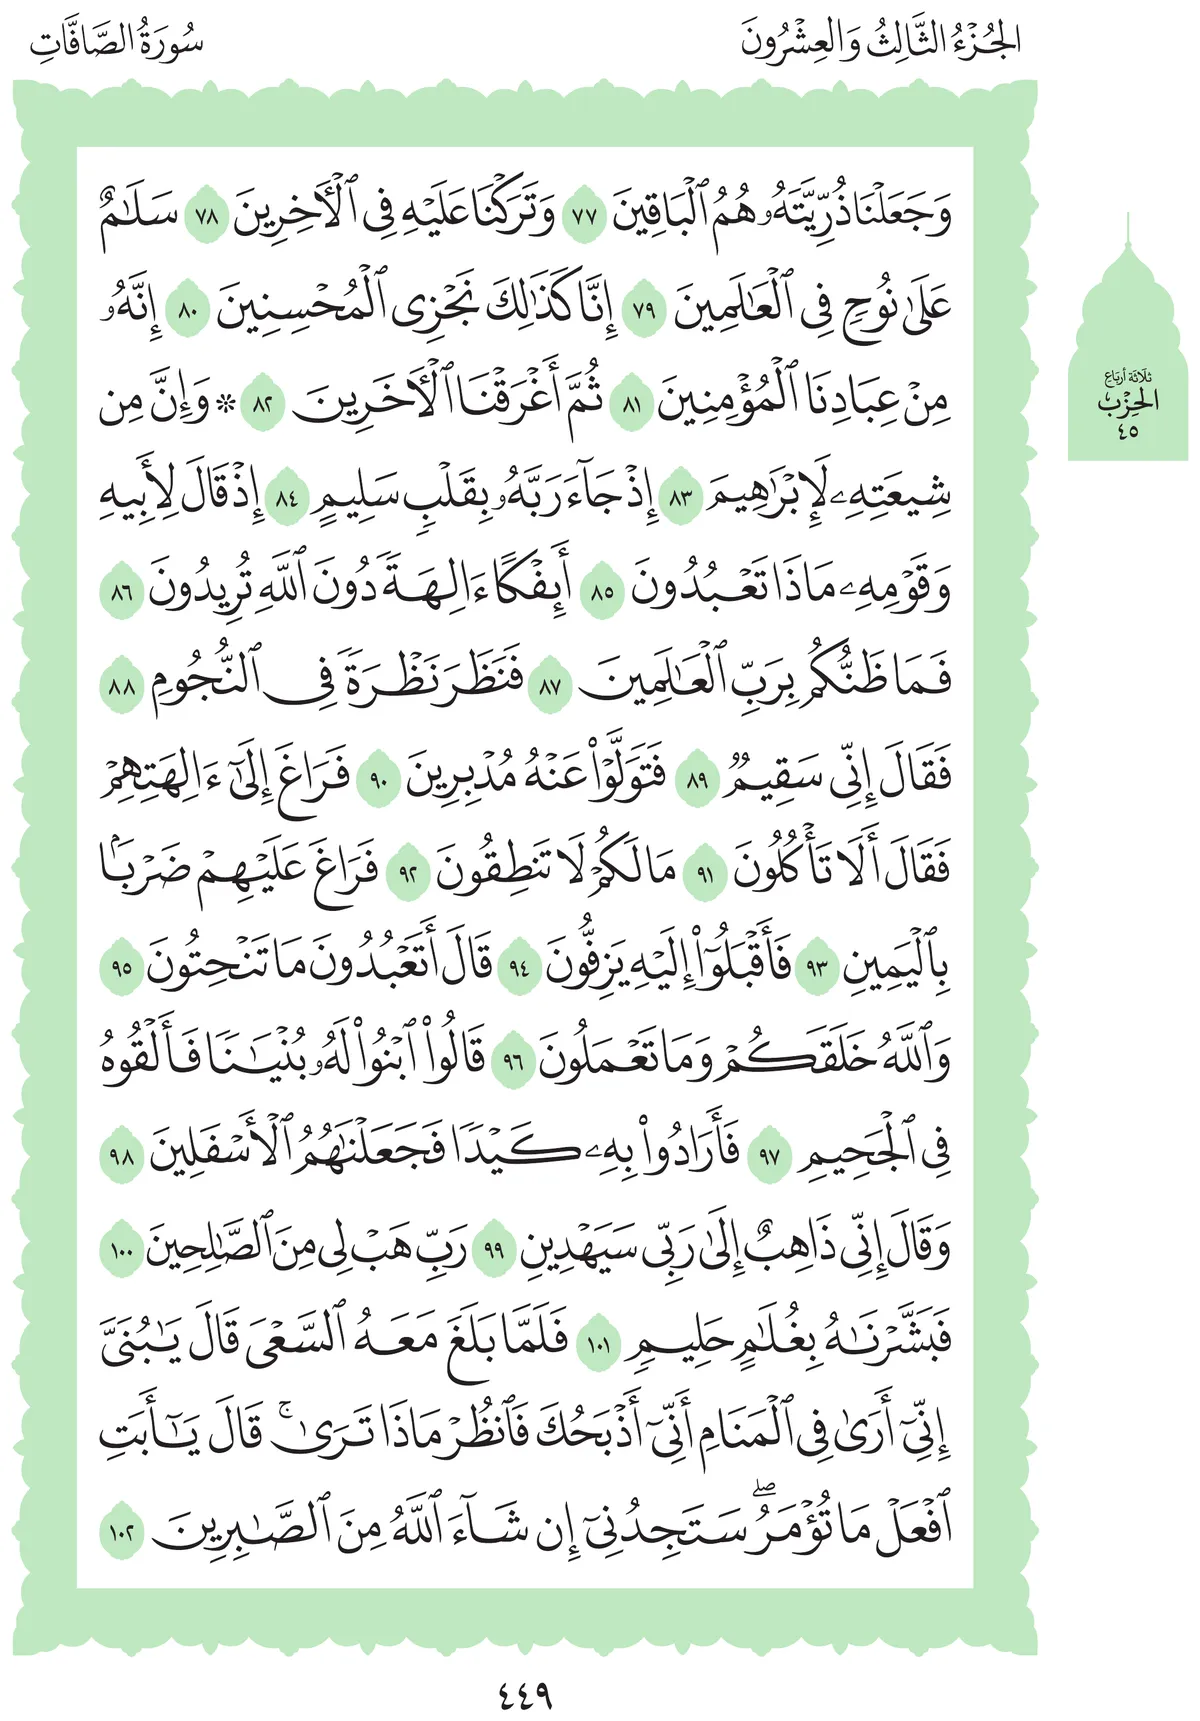 الجُزْءُ الثَّالِثُ وَالعِشْرُونَ
سُورَةُ الصَّافَّاتِ
وَجَعَلْنَا ذُرِّيَّتَهُۥ هُمُ ٱلْبَاقِينَ ٧٧ وَتَرَكْنَا عَلَيْهِ فِي ٱلْأٓخِرِينَ ٧٨ سَلَٰمٌ
عَلَىٰ نُوحٖ فِي ٱلْعَٰلَمِينَ ٧٩ إِنَّا كَذَٰلِكَ نَجْزِي ٱلْمُحْسِنِينَ ٨٠ إِنَّهُۥ
مِنْ عِبَادِنَا ٱلْمُؤْمِنِينَ ٨١ ثُمَّ أَغْرَقْنَا ٱلْأٓخَرِينَ ٨٢ * وَإِنَّ مِن
شِيعَتِهِۦ لَإِبْرَٰهِيمَ ٨٣ إِذْ جَآءَ رَبَّهُۥ بِقَلْبٖ سَلِيمٍ ٨٤ إِذْ قَالَ لِأَبِيهِ
وَقَوْمِهِۦ مَاذَا تَعْبُدُونَ ٨٥ أَئِفْكًا ءَالِهَةٗ دُونَ ٱللَّهِ تُرِيدُونَ ٨٦
فَمَا ظَنُّكُم بِرَبِّ ٱلْعَٰلَمِينَ ٨٧ فَنَظَرَ نَظْرَةٗ فِي ٱلنُّجُومِ ٨٨
فَقَالَ إِنِّي سَقِيمٞ ٨٩ فَتَوَلَّوْاْ عَنْهُ مُدْبِرِينَ ٩٠ فَرَاغَ إِلَىٰٓ ءَالِهَتِهِمْ
فَقَالَ أَلَا تَأْكُلُونَ ٩١ مَا لَكُمْ لَا تَنطِقُونَ ٩٢ فَرَاغَ عَلَيْهِمْ ضَرْبَۢا
بِٱلْيَمِينِ ٩٣ فَأَقْبَلُوٓاْ إِلَيْهِ يَزِفُّونَ ٩٤ قَالَ أَتَعْبُدُونَ مَا تَنْحِتُونَ ٩٥
وَٱللَّهُ خَلَقَكُمْ وَمَا تَعْمَلُونَ ٩٦ قَالُواْ ٱبْنُواْ لَهُۥ بُنْيَٰنٗا فَأَلْقُوهُ
فِي ٱلْجَحِيمِ ٩٧ فَأَرَادُواْ بِهِۦ كَيْدٗا فَجَعَلْنَٰهُمُ ٱلْأَسْفَلِينَ ٩٨
وَقَالَ إِنِّي ذَاهِبٌ إِلَىٰ رَبِّي سَيَهْدِينِ ٩٩ رَبِّ هَبْ لِي مِنَ ٱلصَّٰلِحِينَ ١٠٠
فَبَشَّرْنَٰهُ بِغُلَٰمٍ حَلِيمٖ ١٠١ فَلَمَّا بَلَغَ مَعَهُ ٱلسَّعْيَ قَالَ يَٰبُنَيَّ
إِنِّيٓ أَرَىٰ فِي ٱلْمَنَامِ أَنِّيٓ أَذْبَحُكَ فَٱنظُرْ مَاذَا تَرَىٰۚ قَالَ يَٰٓأَبَتِ
ٱفْعَلْ مَا تُؤْمَرُۖ سَتَجِدُنِيٓ إِن شَآءَ ٱللَّهُ مِنَ ٱلصَّٰبِرِينَ ١٠٢
ثلاثة أرباع
الحِزْب
٤٥
٤٤٩